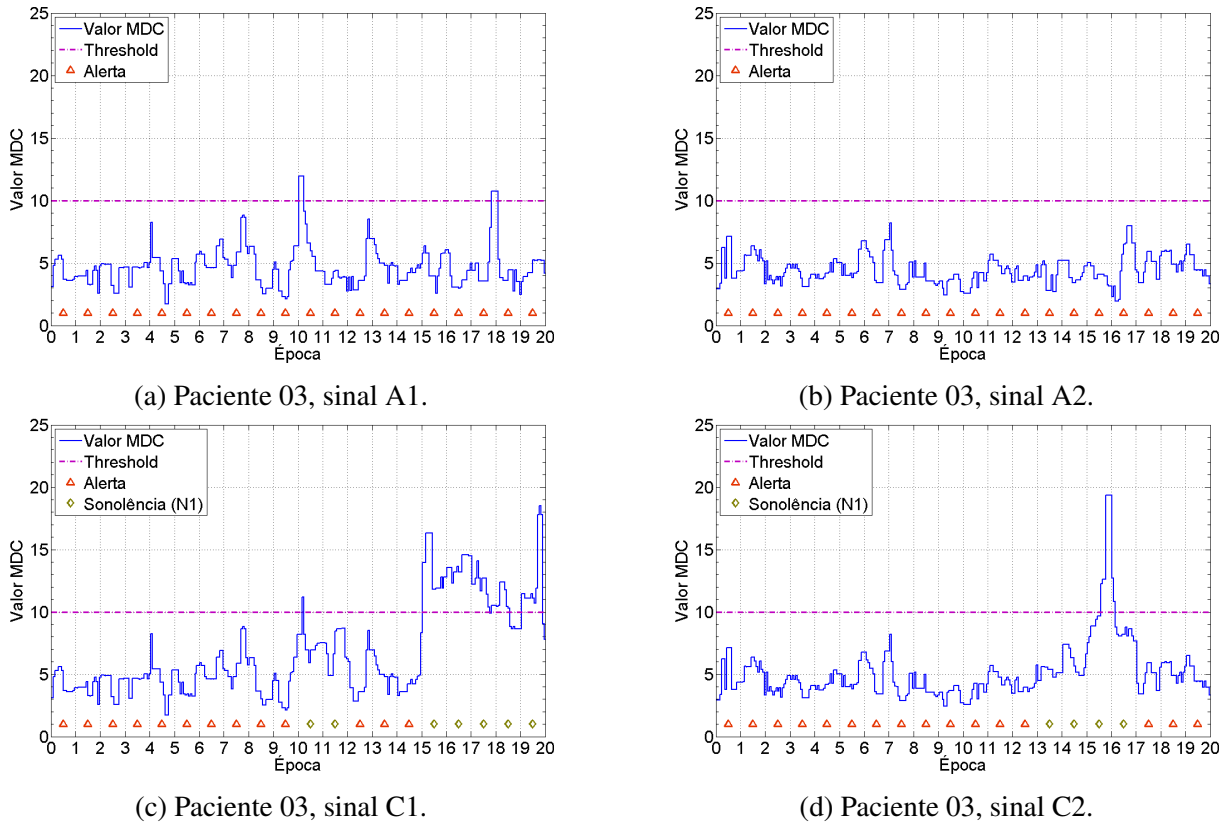 25
20
15
10
5
0
Valor MDC
Valor MDC
Threshold
Alerta
0 1 2 3 4 5 6 7 8 9 10 11 12 13 14 15 16 17 18 19 20
Época
(a) Paciente 03, sinal A1.
25
20
15
10
5
0
Valor MDC
Valor MDC
Threshold
Alerta
0 1 2 3 4 5 6 7 8 9 10 11 12 13 14 15 16 17 18 19 20
Época
(b) Paciente 03, sinal A2.
25
20
15
10
5
0
Valor MDC
Valor MDC
Threshold
Alerta
Sonolência (N1)
0 1 2 3 4 5 6 7 8 9 10 11 12 13 14 15 16 17 18 19 20
Época
(c) Paciente 03, sinal C1.
25
20
15
10
5
0
Valor MDC
Valor MDC
Threshold
Alerta
Sonolência (N1)
0 1 2 3 4 5 6 7 8 9 10 11 12 13 14 15 16 17 18 19 20
Época
(d) Paciente 03, sinal C2.